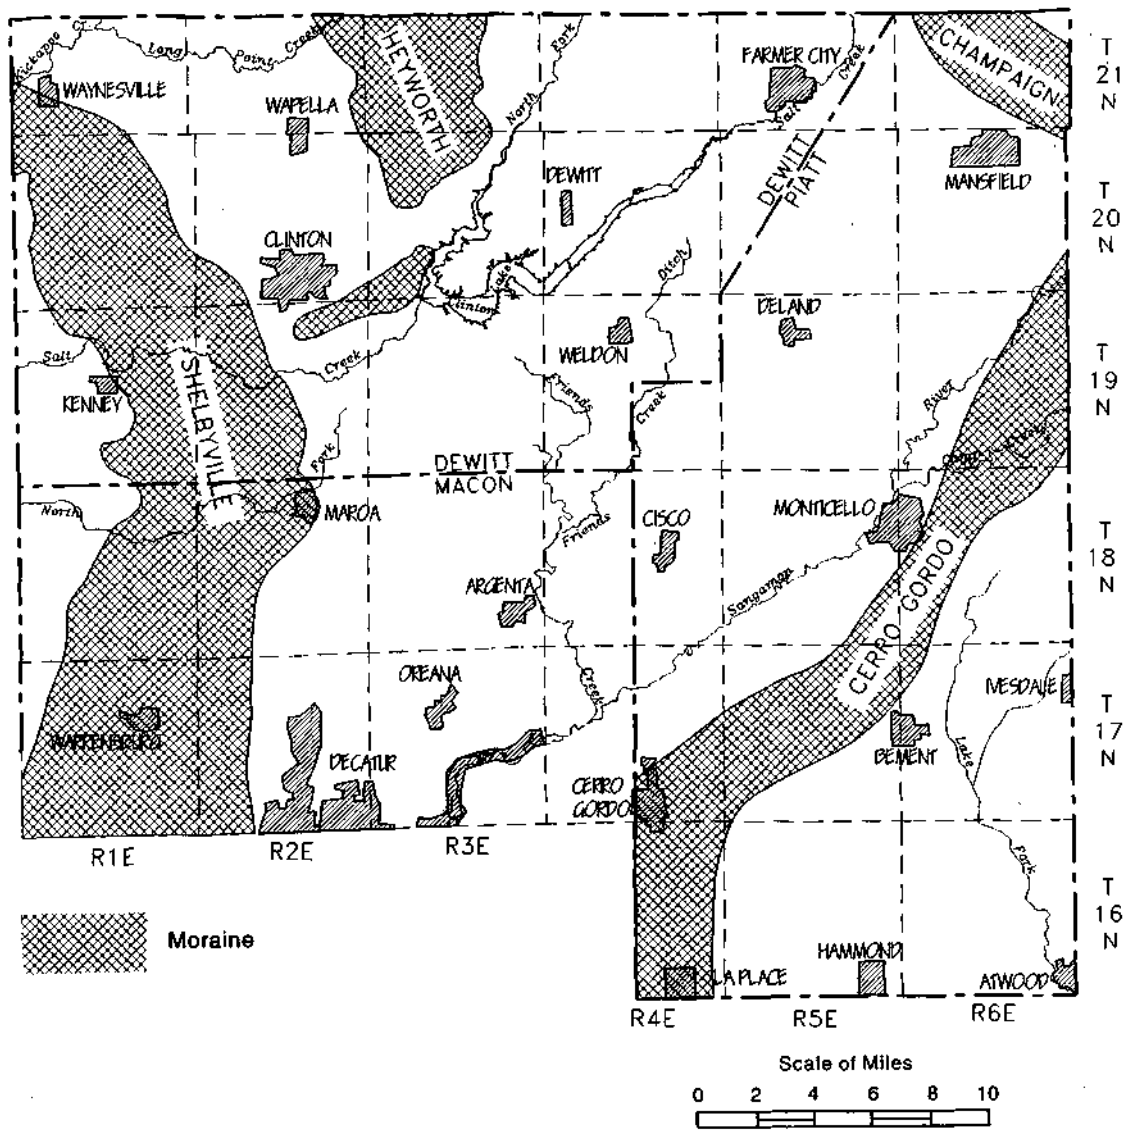 Kickappo Cr.
Long Point Creek
HEYWORTH
North Fork
FARMER CITY
Salt Creek
CHAMPAIGN
T
21
N
WAYNESVILLE
WAPELLA
DEWITT
DEWITT
PIATT
MANSFIELD
T
20
N
CLINTON
Clinton Lake
Ditch
DELAND
WELDON
Salt
Creek
KENNEY
SHELBYVILLE
Friends
Creek
River
T
19
N
Fork
DEWITT
MACON
North
MAROA
MONTICELLO
CISCO
Friends
T
18
N
ARGENTA
Sangamon
CERRO GORDO
OREANA
Creek
IVESDALE
WARRENSBURG
T
17
N
DECATUR
CERRO
GORDO
BEMENT
Lake
Fork
R1E
R2E
R3E
T
16
N
Moraine
LA PLACE
HAMMOND
ATWOOD
R4E
R5E
R6E
Scale of Miles
0 2 4 6 8 10